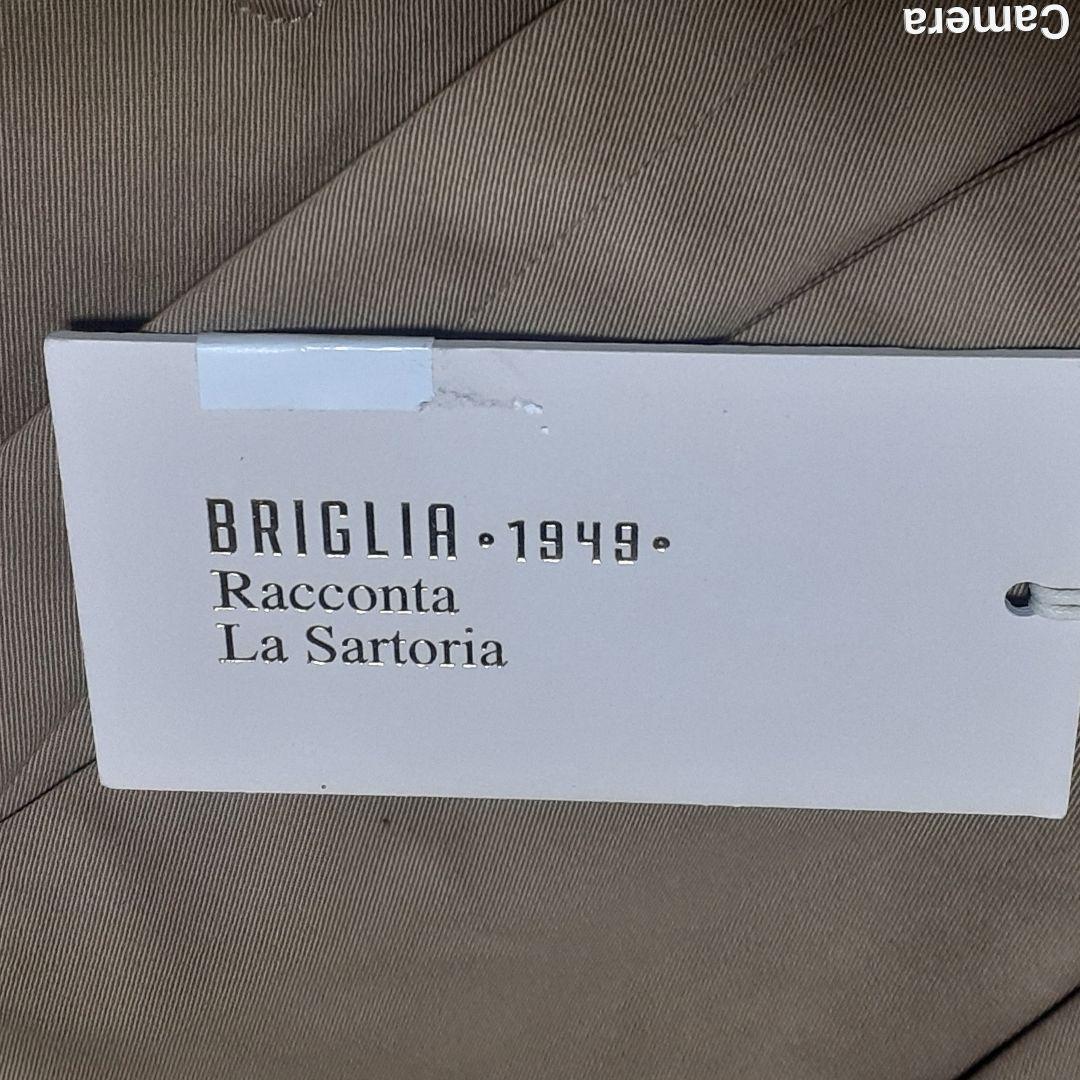 Camera
BRIGLIA • 1949 •
Racconta
La Sartoria